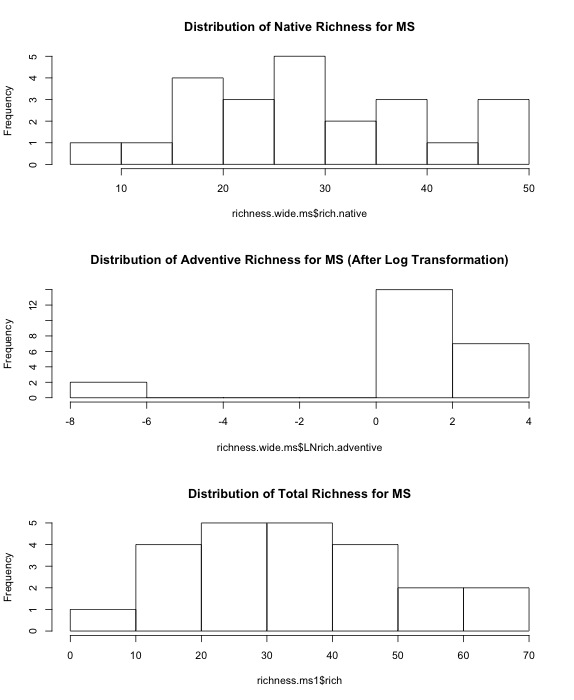 Distribution of Native Richness for MS
Frequency
0 1 2 3 4 5
10 20 30 40 50
richness.wide.ms$rich.native
Distribution of Adventive Richness for MS (After Log Transformation)
Frequency
0 2 4 6 8 12
-8 -6 -4 -2 0 2 4
richness.wide.ms$LNrich.adventive
Distribution of Total Richness for MS
Frequency
0 1 2 3 4 5
0 10 20 30 40 50 60 70
richness.ms1$rich